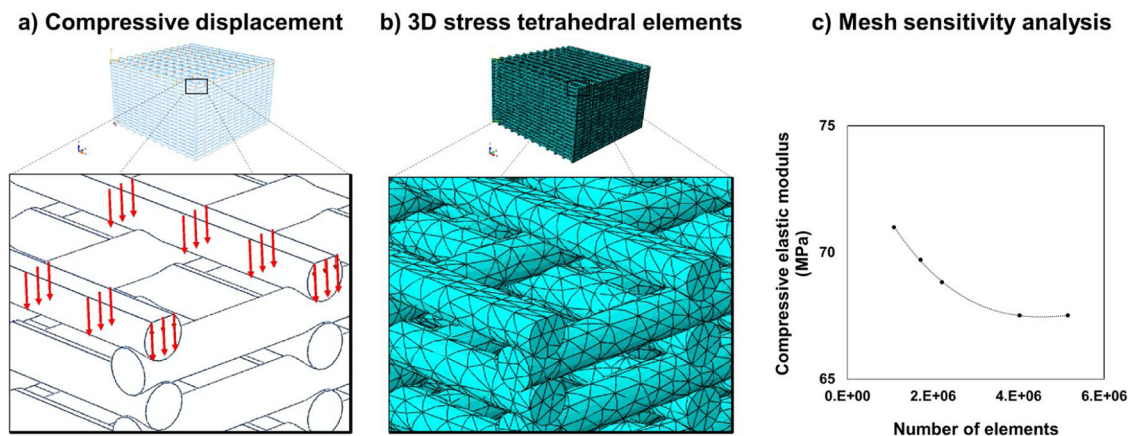 a) Compressive displacement
b) 3D stress tetrahedral elements
c) Mesh sensitivity analysis
Compressive elastic modulus
(MPa)
75
70
65
0.E+00
2.E+06
4.E+06
6.E+06
Number of elements